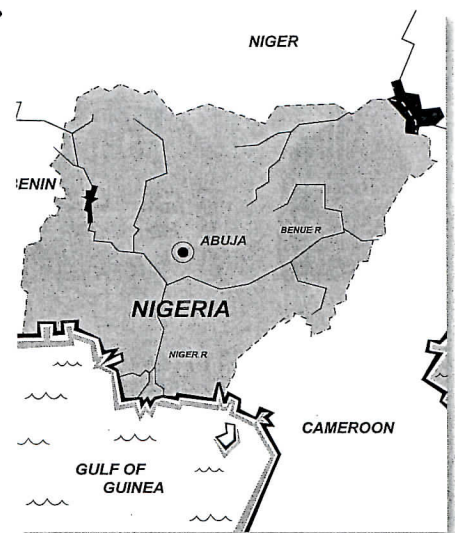 NIGER
ENIN
ABUJA
BENUE R
NIGERIA
NIGER R
CAMEROON
GULF OF
GUINEA